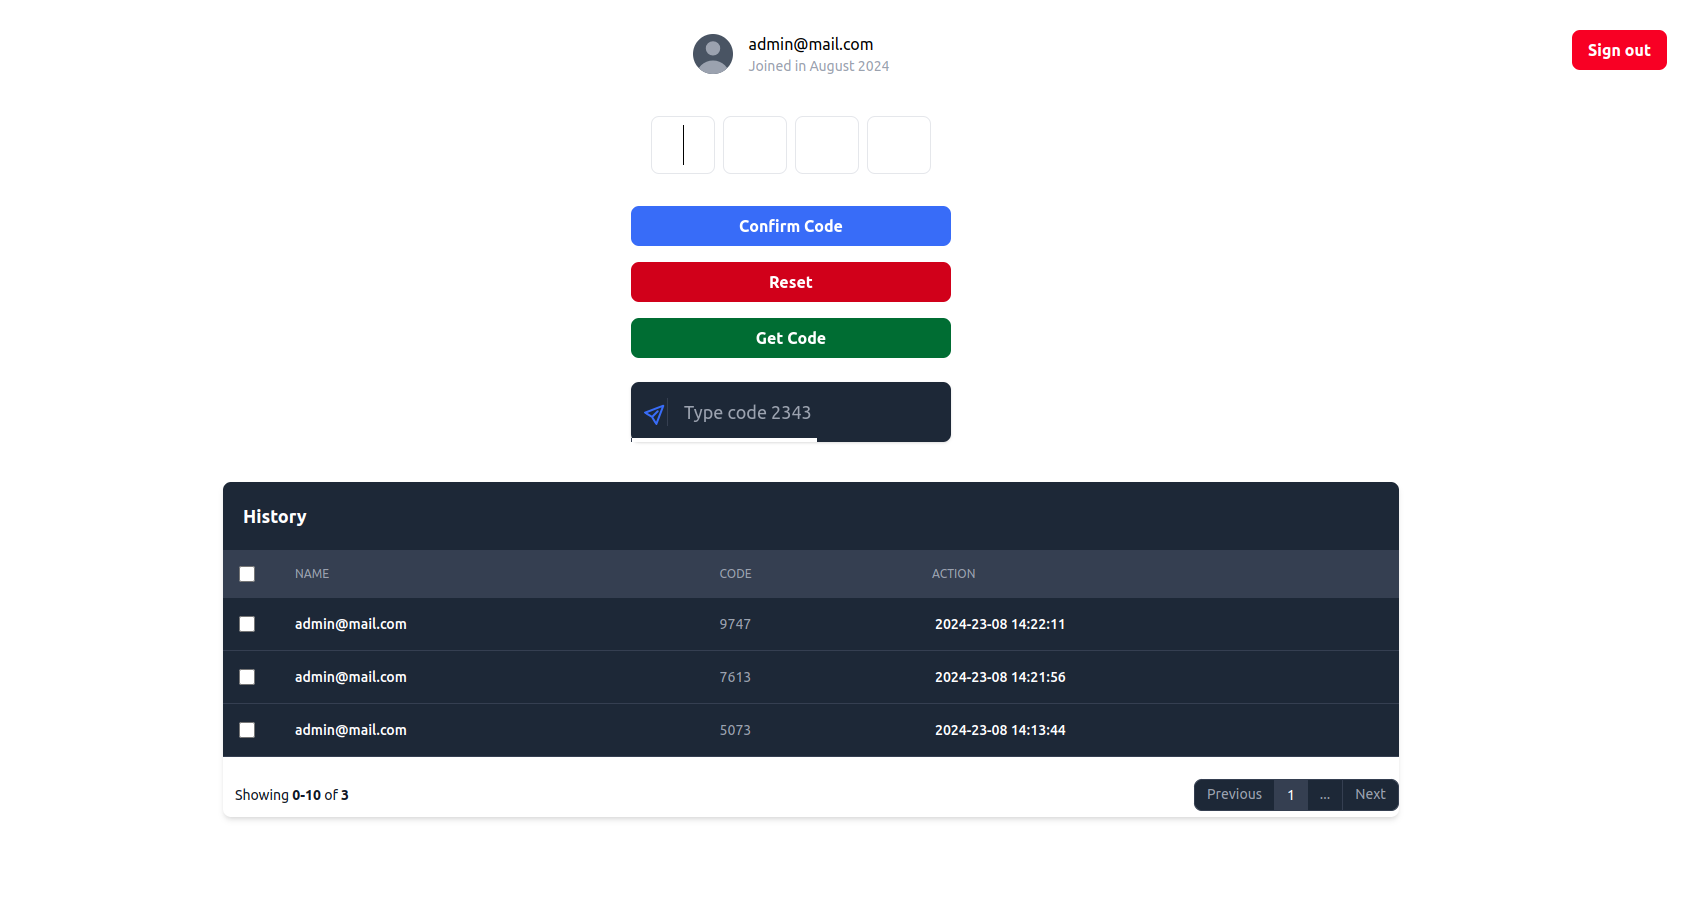 admin@mail.com
Joined in August 2024
Sign out
Confirm Code
Reset
Get Code
Type code 2343
History
NAME CODE ACTION
admin@mail.com 9747 2024-23-08 14:22:11
admin@mail.com 7613 2024-23-08 14:21:56
admin@mail.com 5073 2024-23-08 14:13:44
Showing 0-10 of 3
Previous 1 ... Next